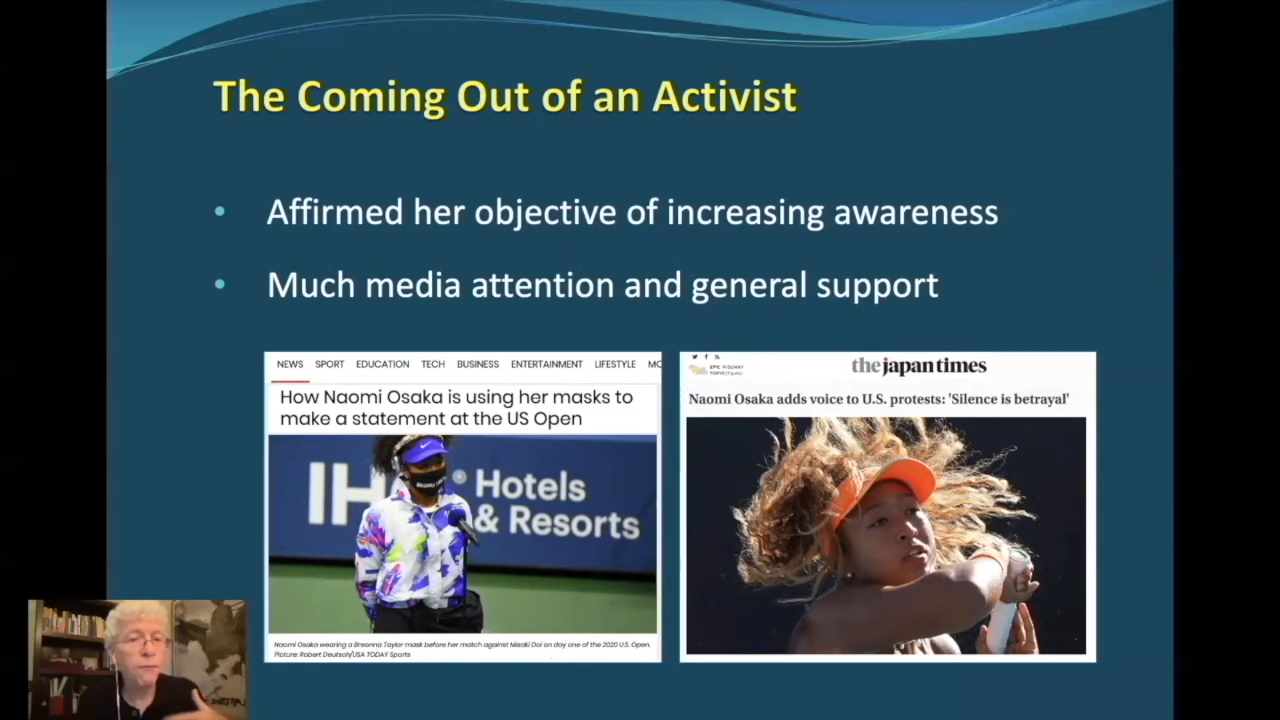 The Coming Out of an Activist
• Affirmed her objective of increasing awareness
• Much media attention and general support
NEWS SPORT EDUCATION TECH BUSINESS ENTERTAINMENT LIFESTYLE MO
How Naomi Osaka is using her masks to
make a statement at the US Open
IH
® Hotels
& Resorts
Naomi Osaka wearing a Breonna Taylor mask before her match against Misaki Doi on day one of the 2020 U.S. Open.
Picture: Robert Deutsch/USA TODAY Sports
the japan times
Naomi Osaka adds voice to U.S. protests: 'Silence is betrayal'